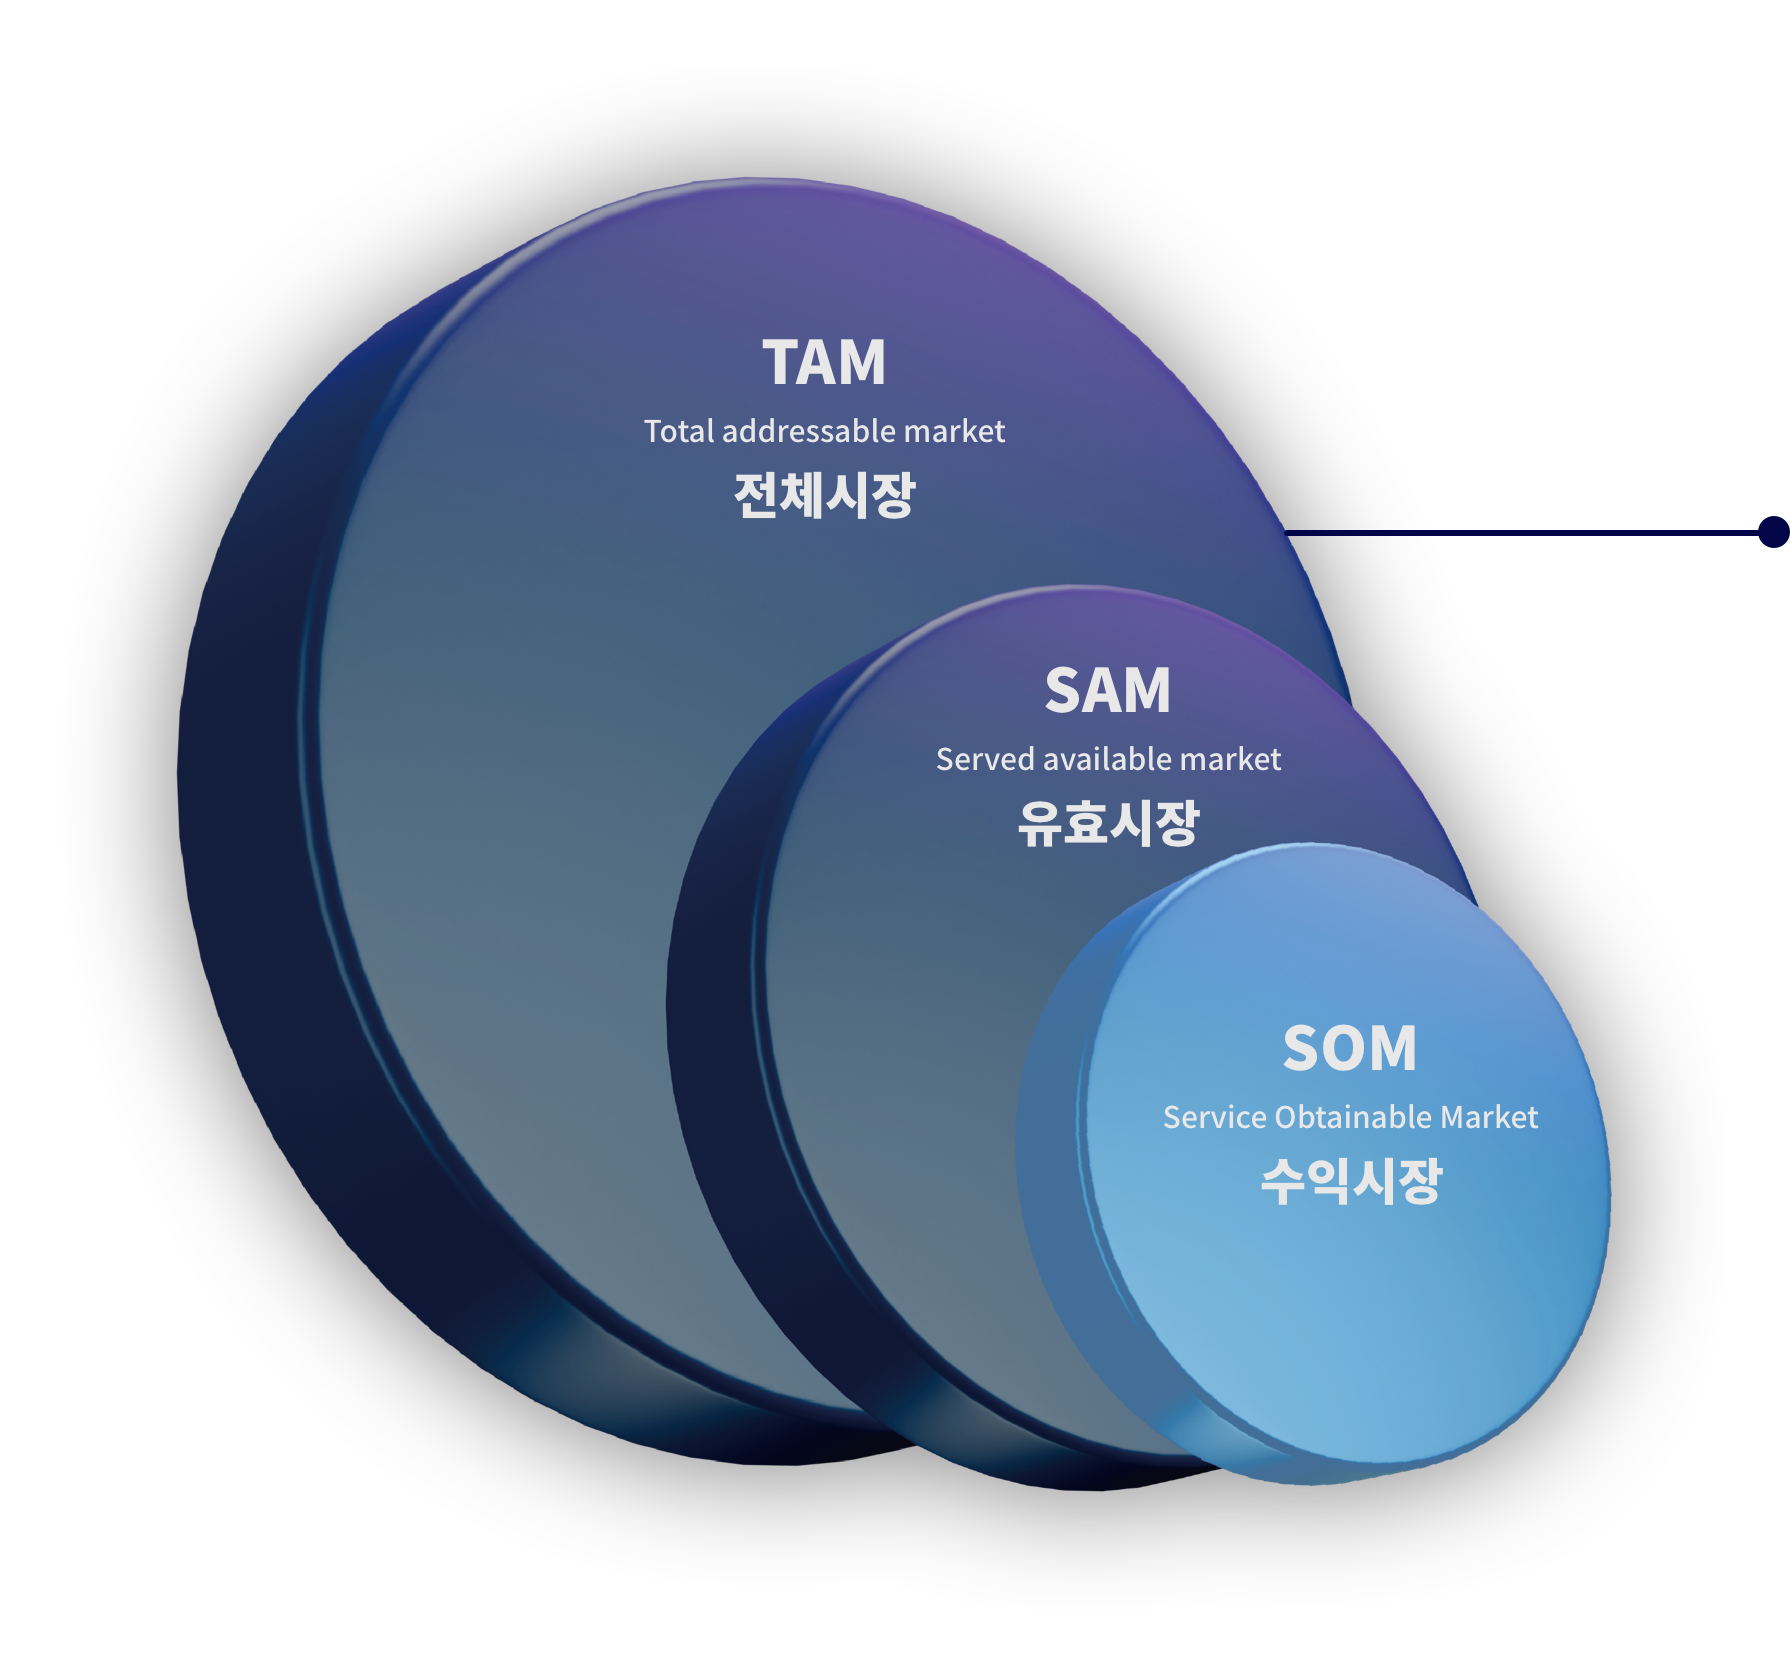 TAM
Total addressable market
전체시장
SAM
Served available market
유효시장
SOM
Service Obtainable Market
수익시장